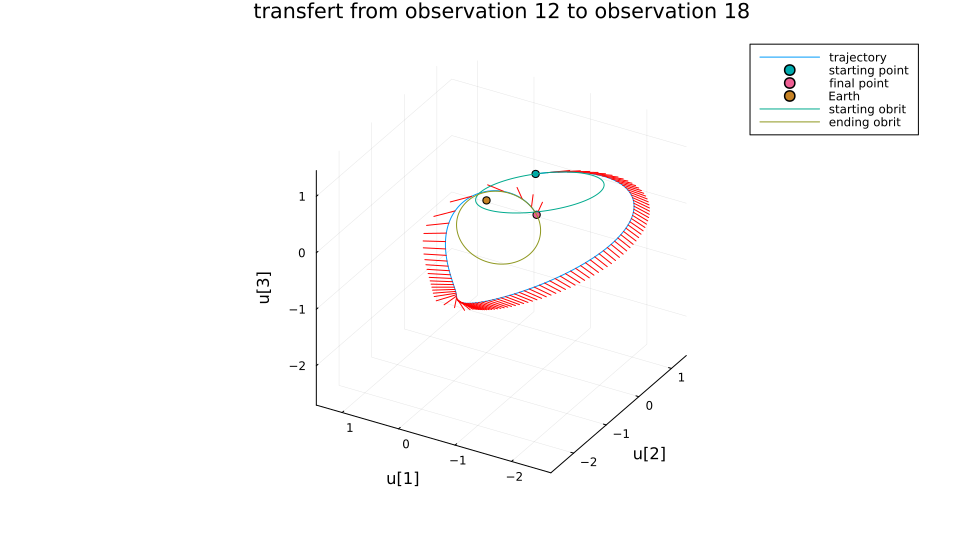 transfert from observation 12 to observation 18
trajectory
starting point
final point
Earth
starting obrit
ending obrit
1
0
−1
−2
u[3]
1
0
−1
−2
u[1]
1
0
−1
−2
u[2]